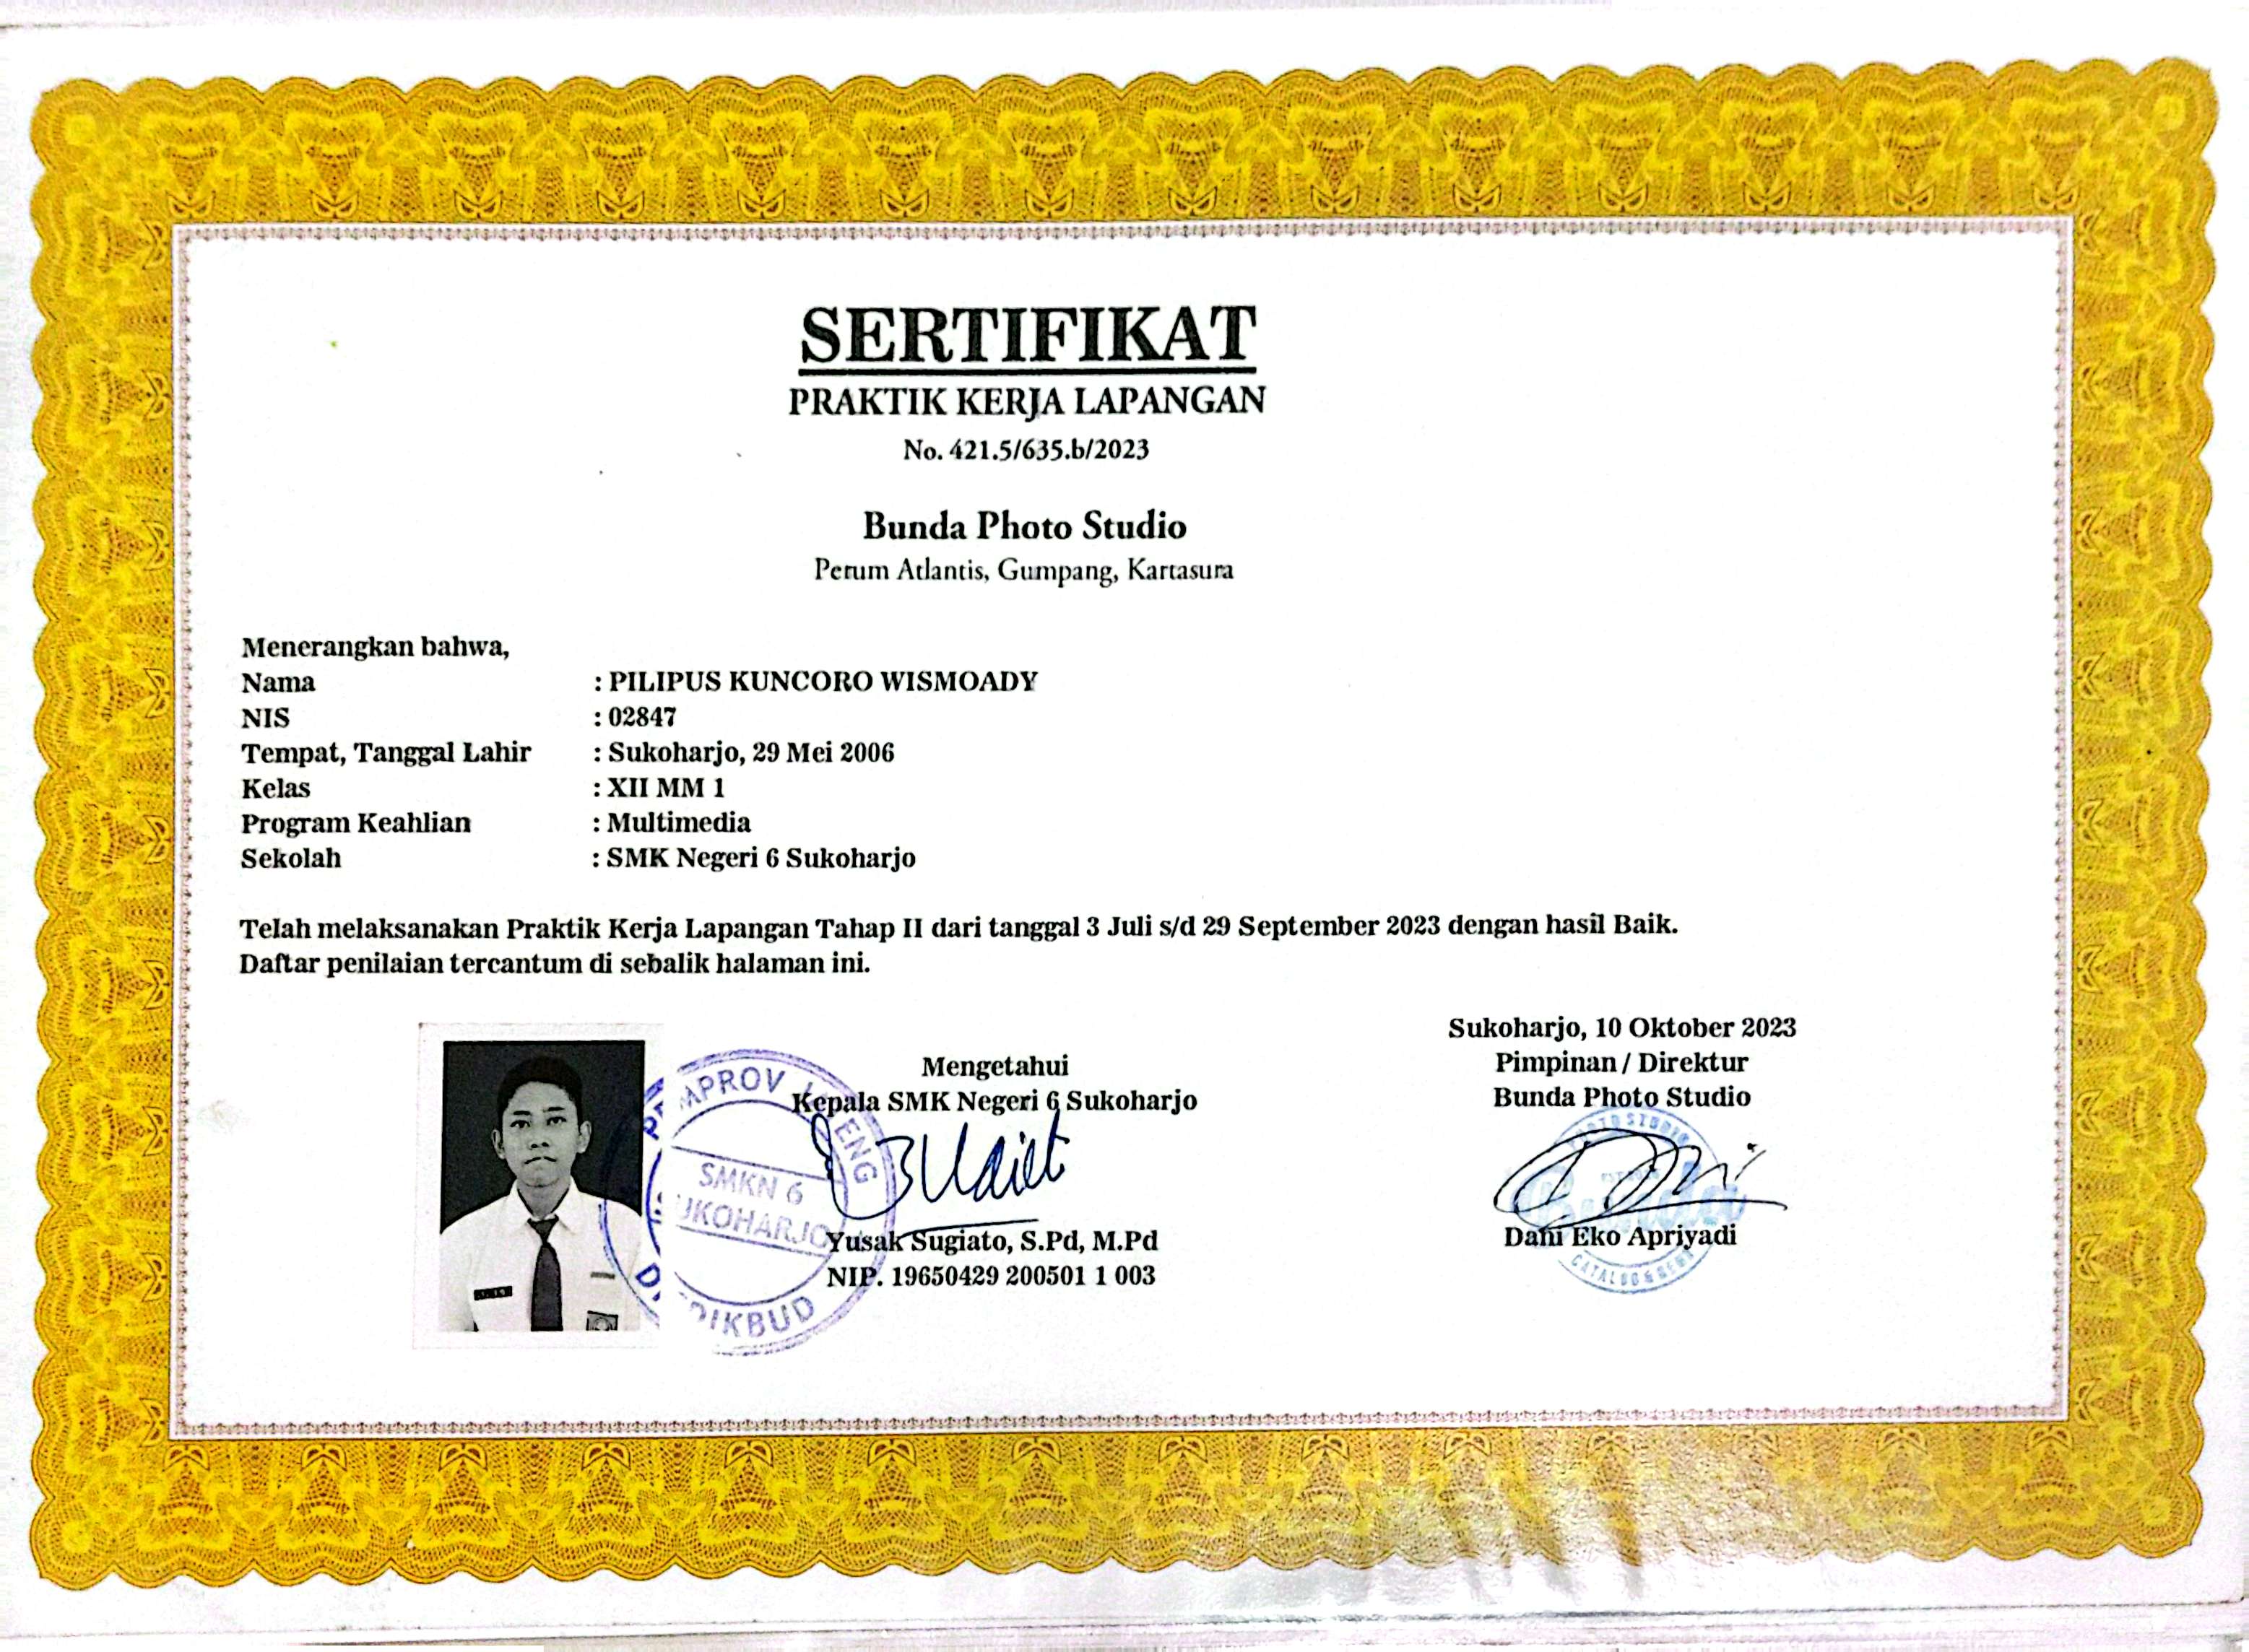 SERTIFIKAT
PRAKTIK KERJA LAPANGAN
No. 421.5/635.b/2023
Bunda Photo Studio
Perum Atlantis, Gumpang, Kartasura
Menerangkan bahwa,
Nama : PILIPUS KUNCORO WISMOADY
NIS : 02847
Tempat, Tanggal Lahir : Sukoharjo, 29 Mei 2006
Kelas : XII MM 1
Program Keahlian : Multimedia
Sekolah : SMK Negeri 6 Sukoharjo
Telah melaksanakan Praktik Kerja Lapangan Tahap II dari tanggal 3 Juli s/d 29 September 2023 dengan hasil Baik.
Daftar penilaian tercantum di sebalik halaman ini.
Mengetahui
Kepala SMK Negeri 6 Sukoharjo
SMKN 6
SUKOHARJO
Yusak Sugiato, S.Pd, M.Pd
NIP. 19650429 200501 1 003
Sukoharjo, 10 Oktober 2023
Pimpinan / Direktur
Bunda Photo Studio
PHOTO STUDIO
Bunda
Dani Eko Apriyadi